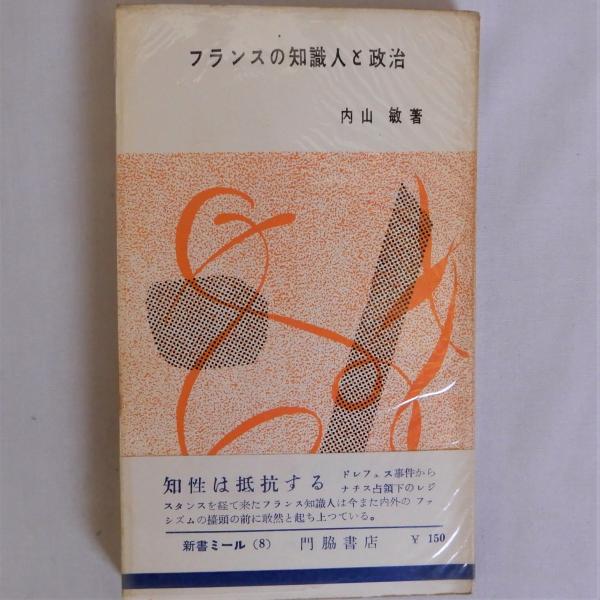 フランスの知識人と政治
内山 敏 著
知性は抵抗する
ドレフュス事件から
ナチス占領下のレジ
スタンスを経て来たフランス知識人は今また内外のファ
シズムの擡頭の前に敢然と起ち上つている。
新書ミール (8) 門脇書店 ¥ 150